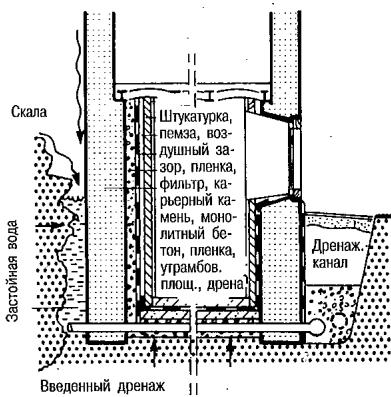 Скала
Штукатурка,
пемза, воз-
душный за-
зор, пленка,
фильтр, ка-
рьерный ка-
мень, моно-
литный бе-
тон, пленка,
утрамбов.
площ., дрена
Застойная вода
Дренаж.
канал
Введенный дренаж